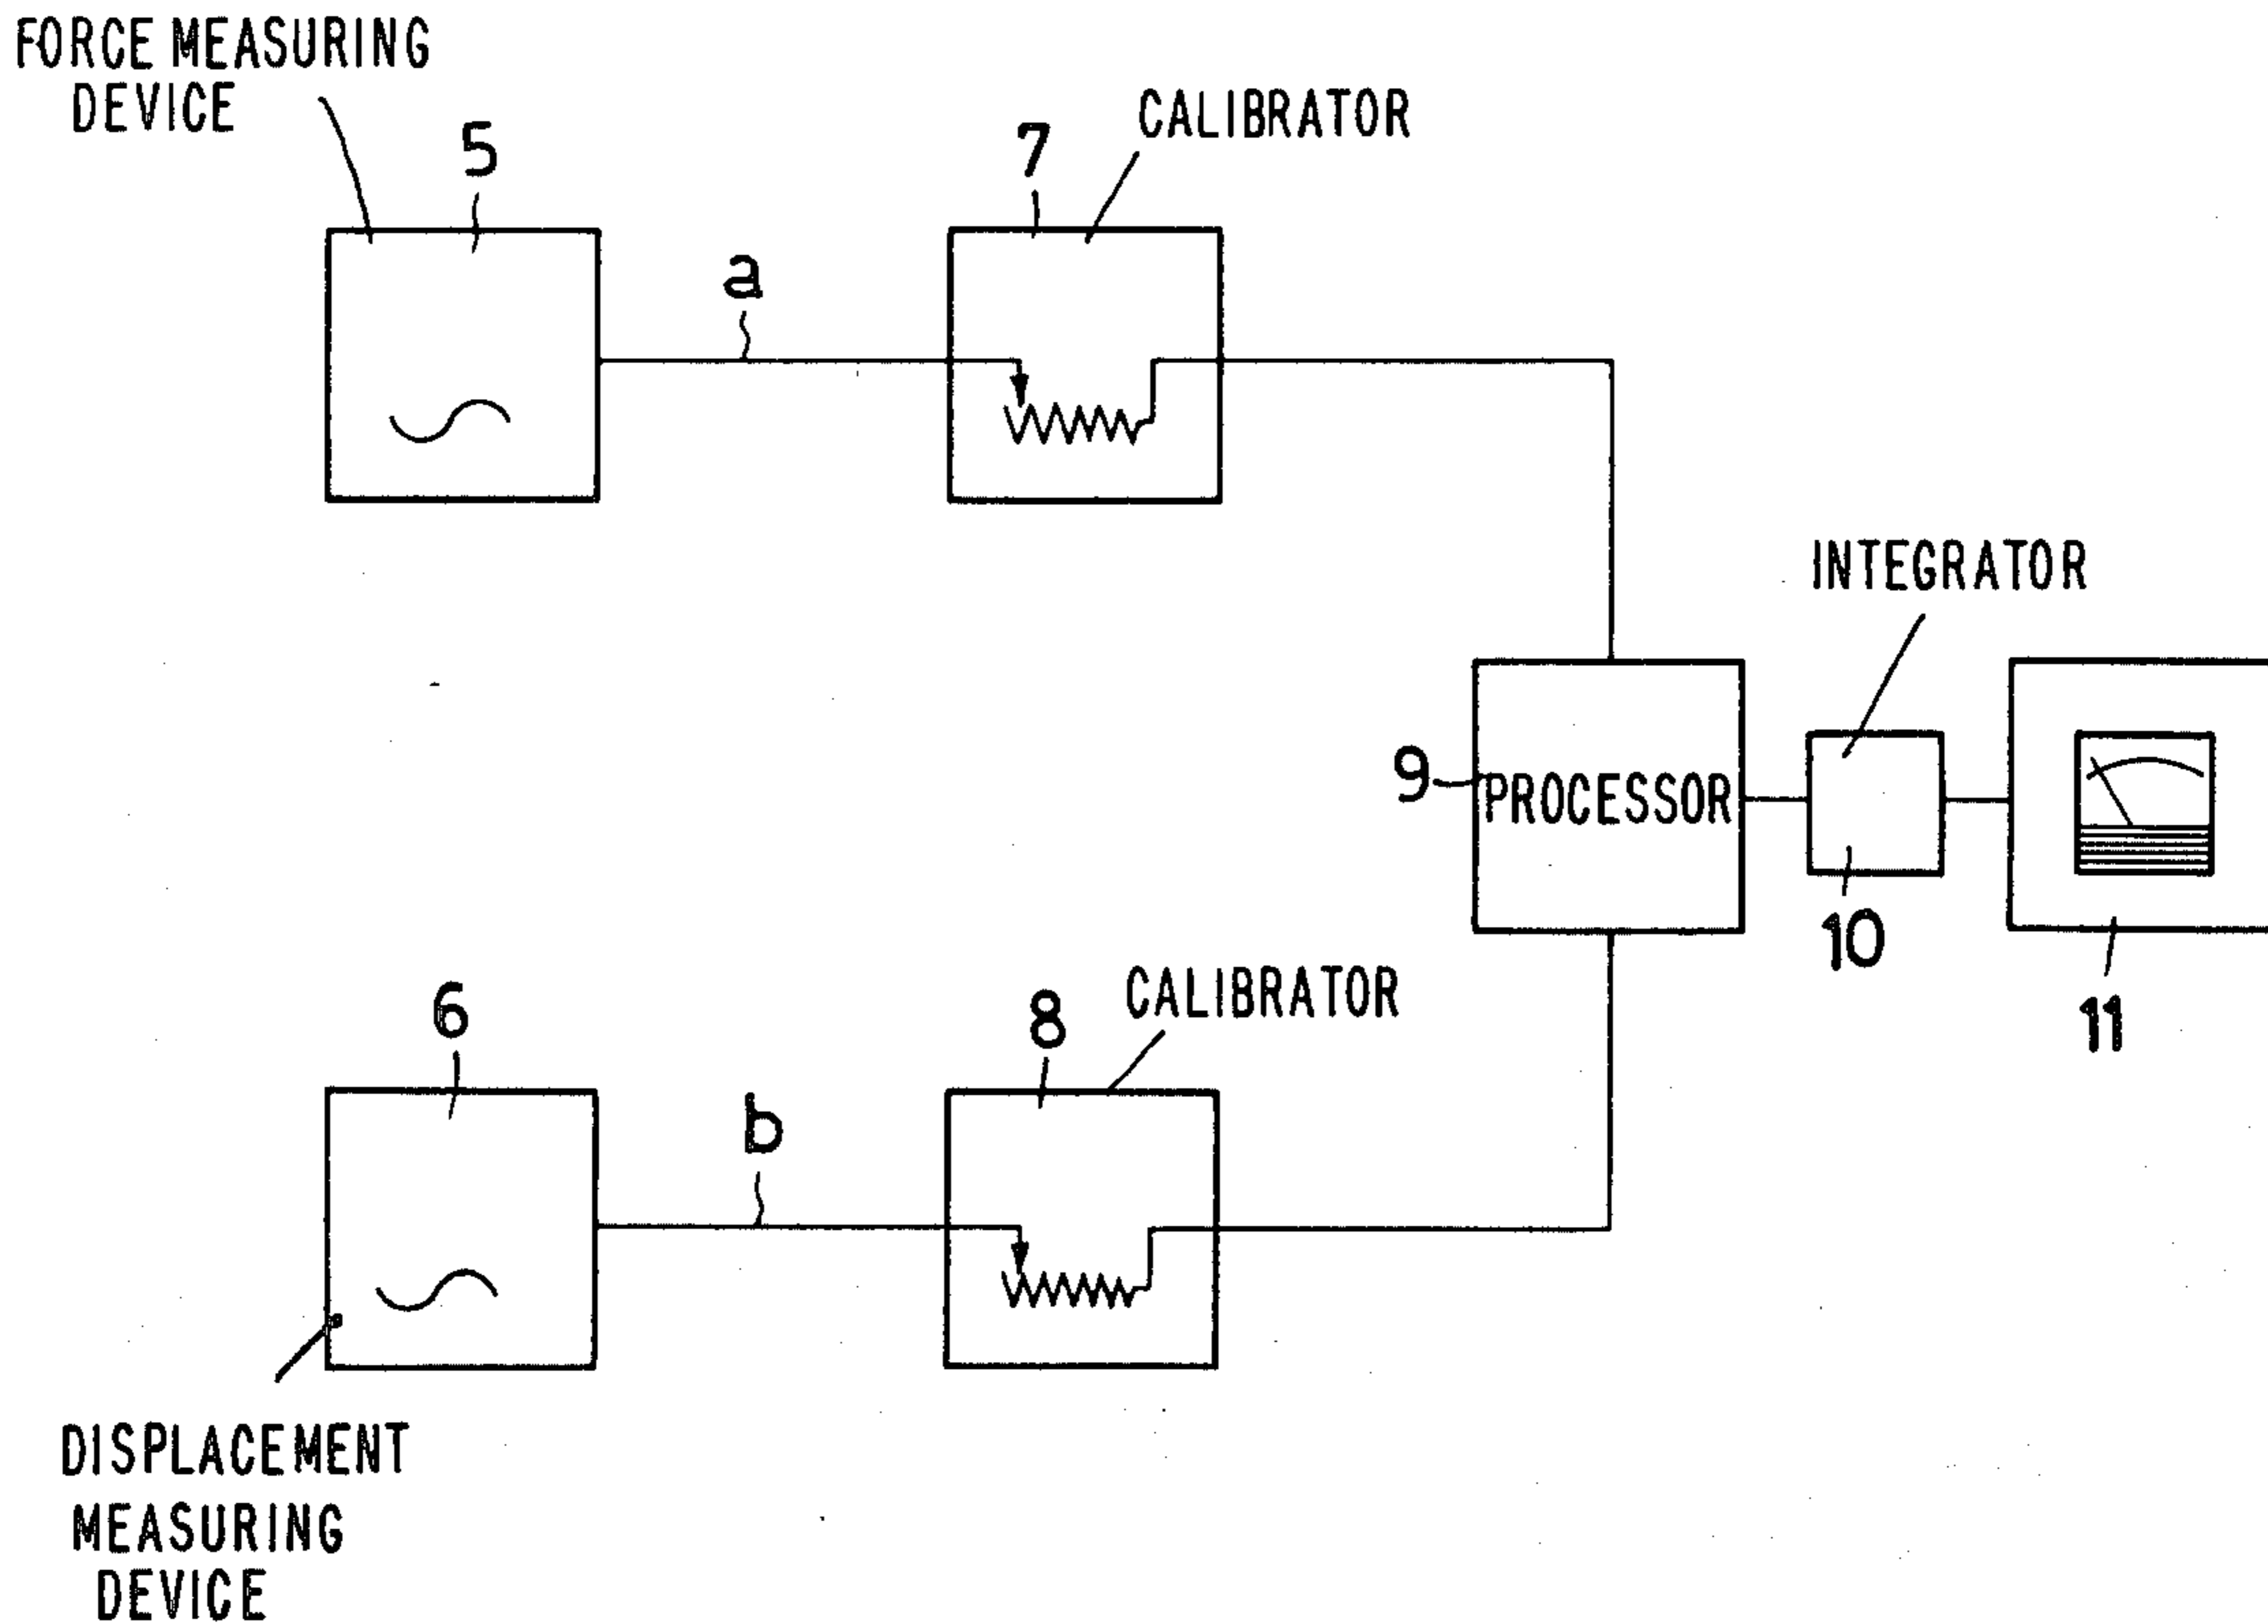 FORCE MEASURING
DEVICE
5
a
7
CALIBRATOR
INTEGRATOR
9
PROCESSOR
10
11
6
b
8
CALIBRATOR
DISPLACEMENT
MEASURING
DEVICE